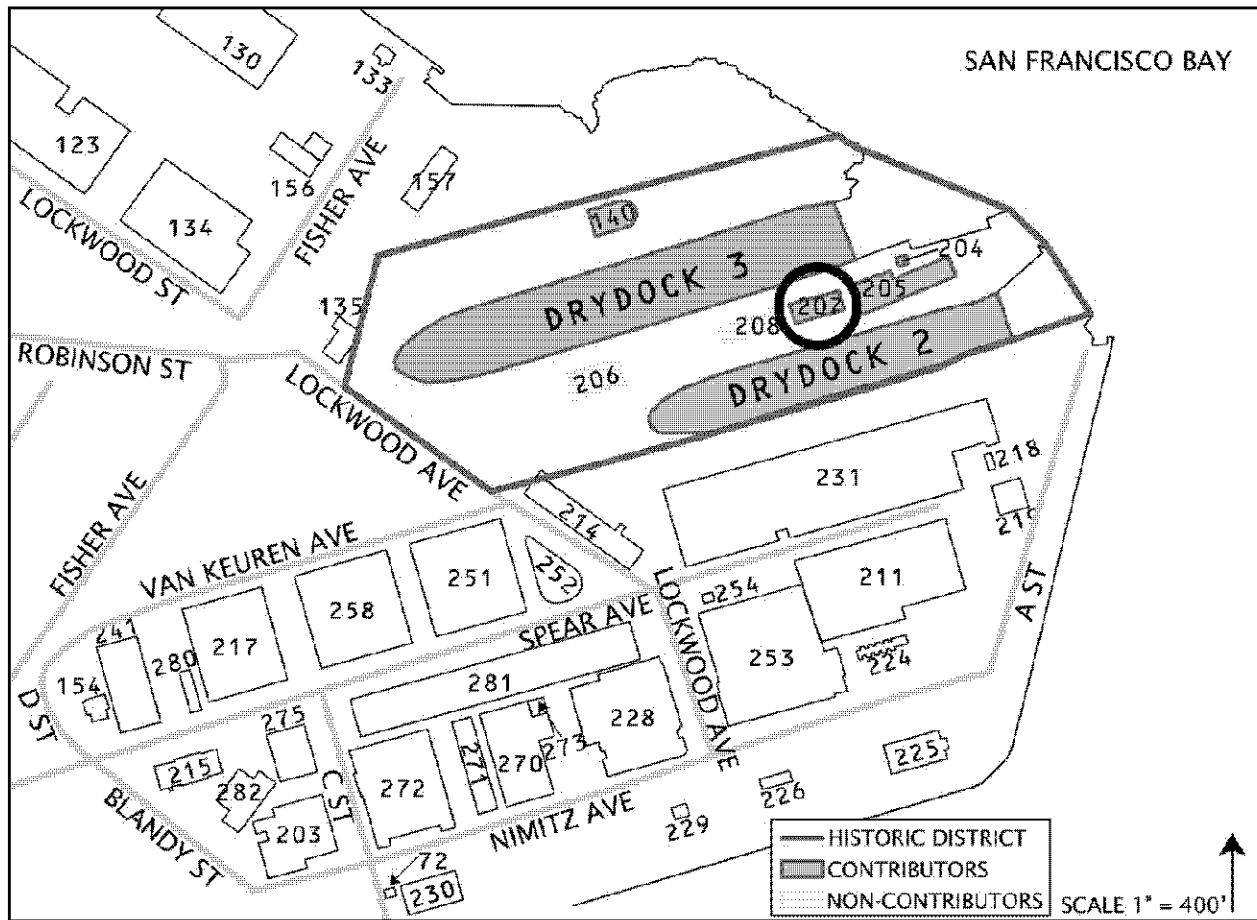 SAN FRANCISCO BAY
130
133
123
156
FISHER AVE
157
LOCKWOOD ST
134
140
DRYDOCK 3
204
205
202
135
208
ROBINSON ST
LOCKWOOD AVE
206
DRYDOCK 2
231
218
FISHER AVE
214
VAN KEUREN AVE
251
252
258
LOCKWOOD AVE
254
211
A ST
241
217
SPEAR AVE
280
253
224
154
281
D ST
275
228
215
271
270
273
225
282
C ST
272
226
BLANDY ST
203
NIMITZ AVE
229
72
230
HISTORIC DISTRICT
CONTRIBUTORS
NON-CONTRIBUTORS
SCALE 1" = 400'